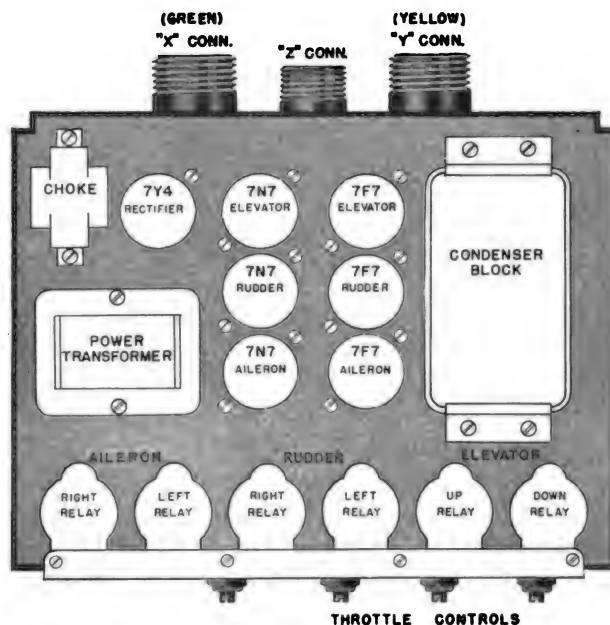 (GREEN)
"X" CONN.
"Z" CONN.
(YELLOW)
"Y" CONN.
CHOKE
7Y4
RECTIFIER
7N7
ELEVATOR
7F7
ELEVATOR
CONDENSER
BLOCK
7N7
RUDDER
7F7
RUDDER
POWER
TRANSFORMER
7N7
AILERON
7F7
AILERON
AILERON
RUDDER
ELEVATOR
RIGHT
RELAY
LEFT
RELAY
RIGHT
RELAY
LEFT
RELAY
UP
RELAY
DOWN
RELAY
THROTTLE CONTROLS